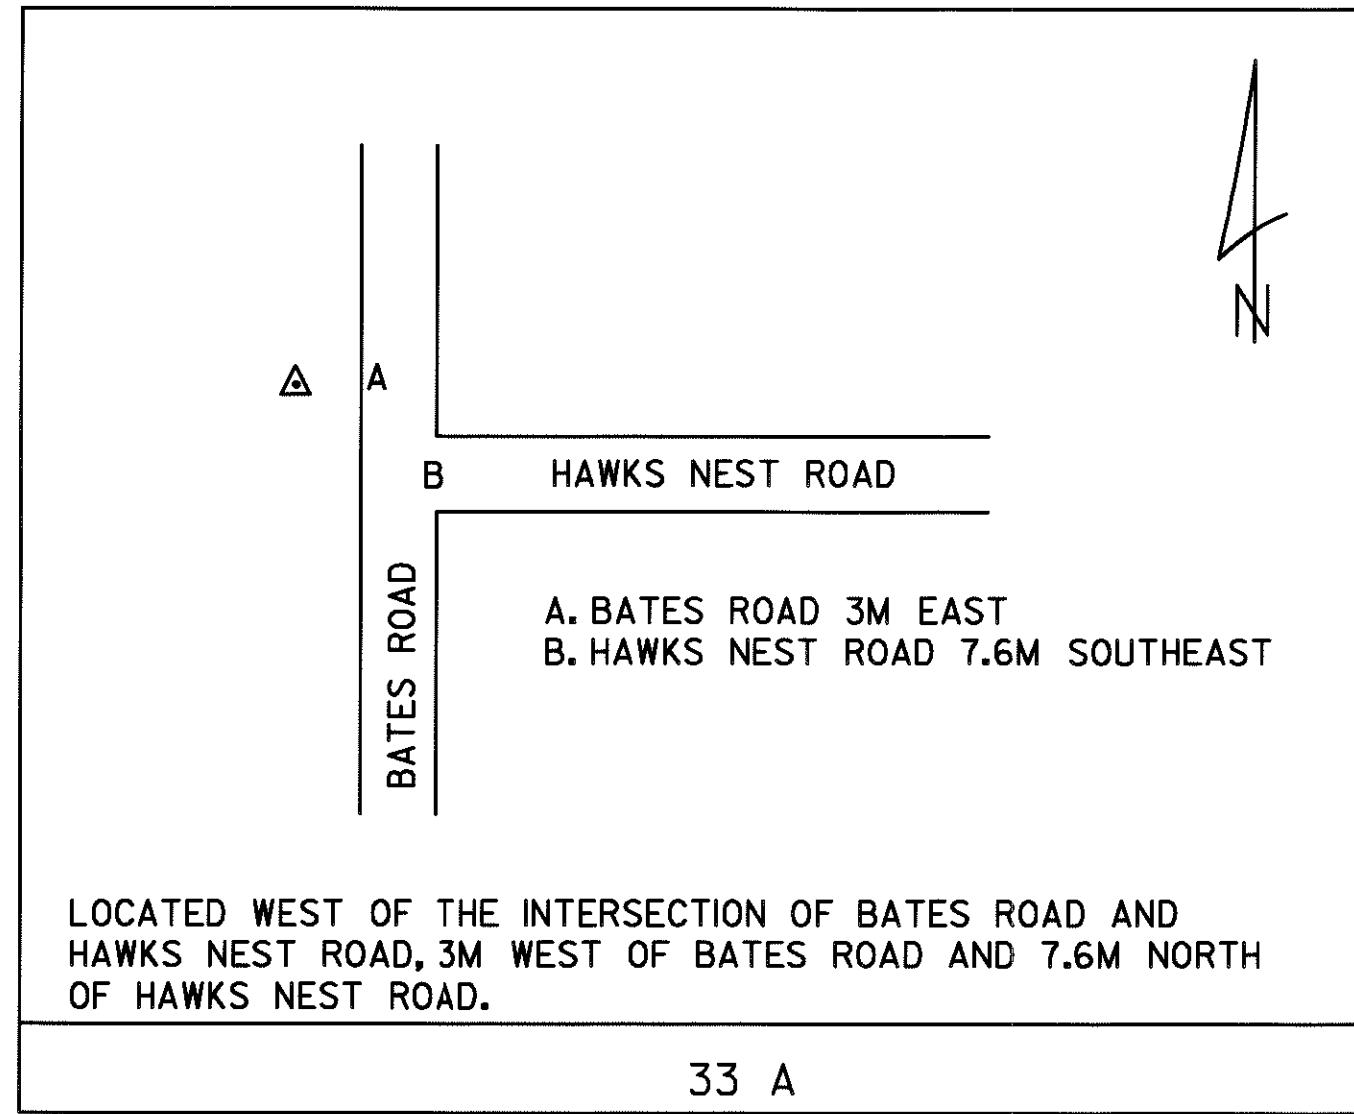 N
A
B
HAWKS NEST ROAD
BATES ROAD
A. BATES ROAD 3M EAST
B. HAWKS NEST ROAD 7.6M SOUTHEAST
LOCATED WEST OF THE INTERSECTION OF BATES ROAD AND
HAWKS NEST ROAD, 3M WEST OF BATES ROAD AND 7.6M NORTH
OF HAWKS NEST ROAD.
33 A